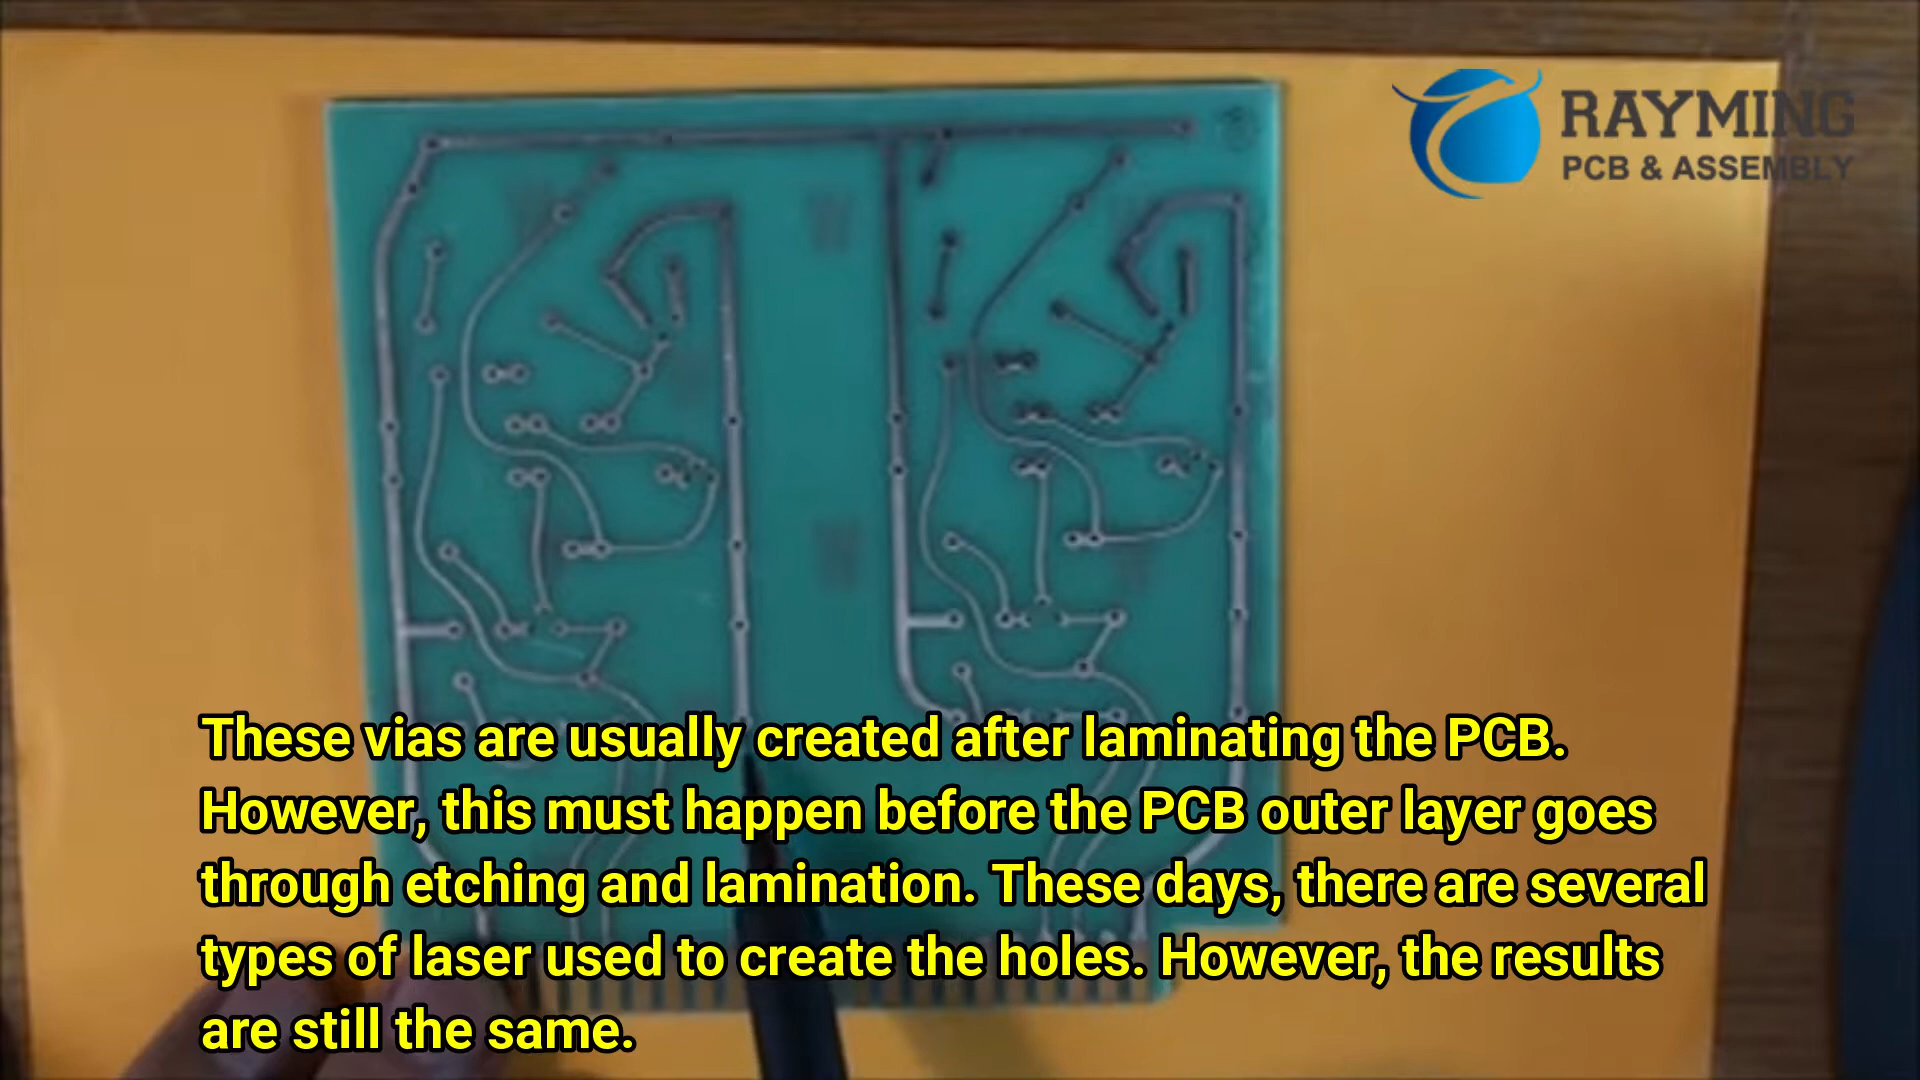 RAYMING
PCB & ASSEMBLY
These vias are usually created after laminating the PCB.
However, this must happen before the PCB outer layer goes
through etching and lamination. These days, there are several
types of laser used to create the holes. However, the results
are still the same.